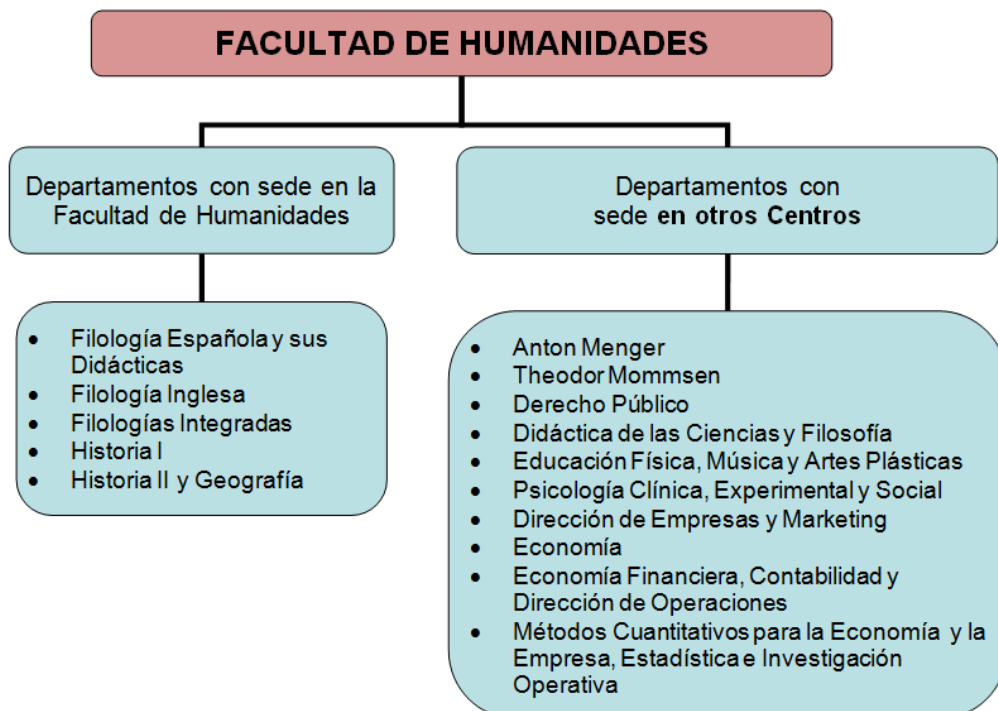 FACULTAD DE HUMANIDADES
Departamentos con sede en la
Facultad de Humanidades
Departamentos con
sede en otros Centros
• Filología Española y sus
Didácticas
• Filología Inglesa
• Filologías Integradas
• Historia I
• Historia II y Geografía
• Anton Menger
• Theodor Mommsen
• Derecho Público
• Didáctica de las Ciencias y Filosofía
• Educación Física, Música y Artes Plásticas
• Psicología Clínica, Experimental y Social
• Dirección de Empresas y Marketing
• Economía
• Economía Financiera, Contabilidad y
Dirección de Operaciones
• Métodos Cuantitativos para la Economía y la
Empresa, Estadística e Investigación
Operativa